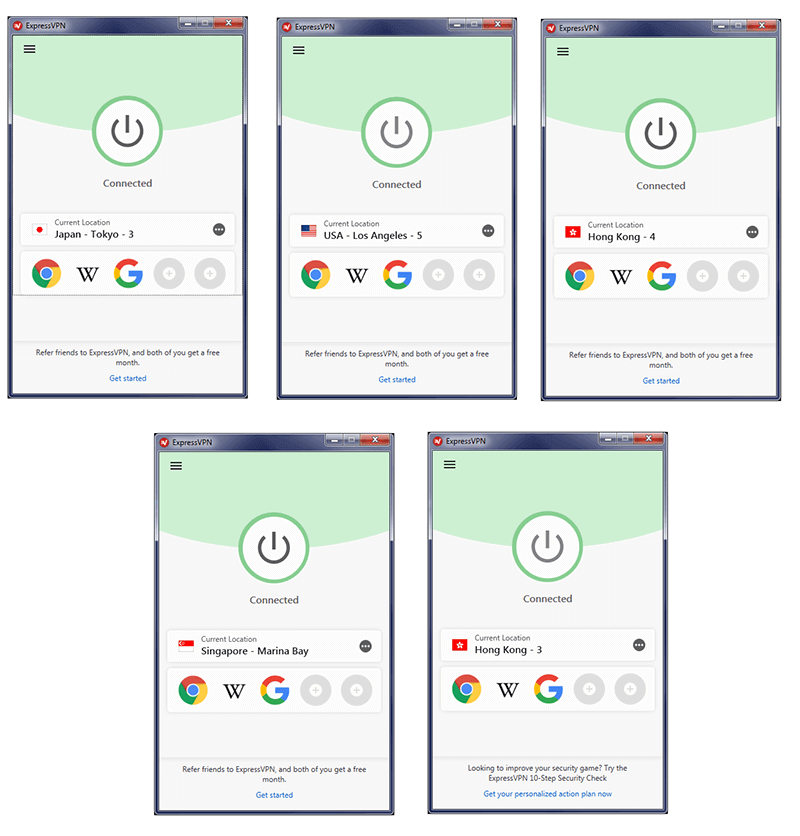 ExpressVPN
Connected
Current Location
Japan - Tokyo - 3
W
Refer friends to ExpressVPN, and both of you get a free
month.
Get started
ExpressVPN
Connected
Current Location
USA - Los Angeles - 5
W
Refer friends to ExpressVPN, and both of you get a free
month.
Get started
ExpressVPN
Connected
Current Location
Hong Kong - 4
W
Refer friends to ExpressVPN, and both of you get a free
month.
Get started
ExpressVPN
Connected
Current Location
Singapore - Marina Bay
W
Refer friends to ExpressVPN, and both of you get a free
month.
Get started
ExpressVPN
Connected
Current Location
Hong Kong - 3
W
Looking to improve your security game? Try the
ExpressVPN 10-Step Security Check
Get your personalized action plan now